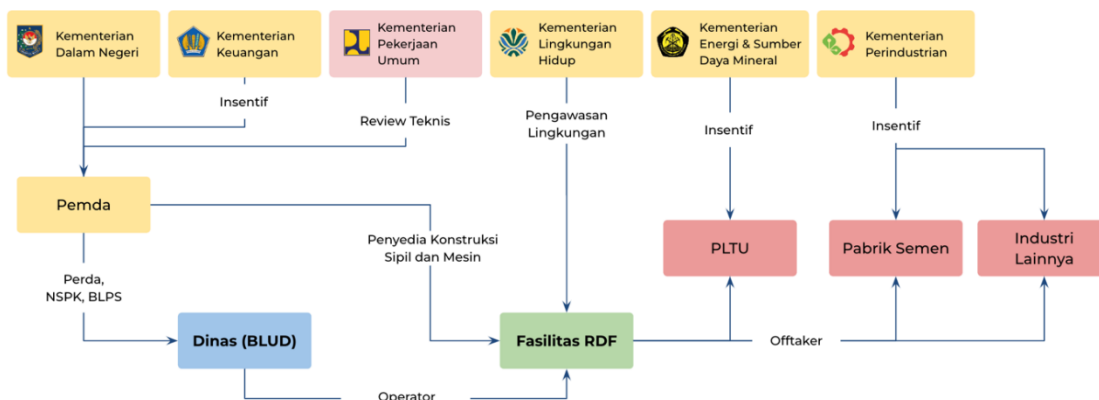 Kementerian
Dalam Negeri
Kementerian
Keuangan
Kementerian
Pekerjaan
Umum
Kementerian
Lingkungan
Hidup
Kementerian
Energi & Sumber
Daya Mineral
Kementerian
Perindustrian
Insentif
Review Teknis
Pengawasan
Lingkungan
Insentif
Insentif
Pemda
Penyedia Konstruksi
Sipil dan Mesin
PLTU
Pabrik Semen
Industri
Lainnya
Perda,
NSPK, BLPS
Dinas (BLUD)
Fasilitas RDF
Offtaker
Operator